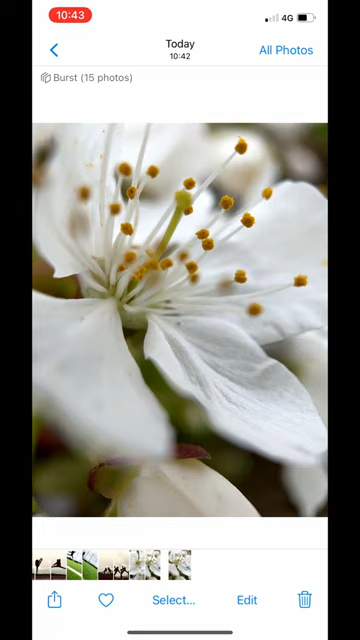 10:43
4G
Today
10:42
All Photos
Burst (15 photos)
Select...
Edit